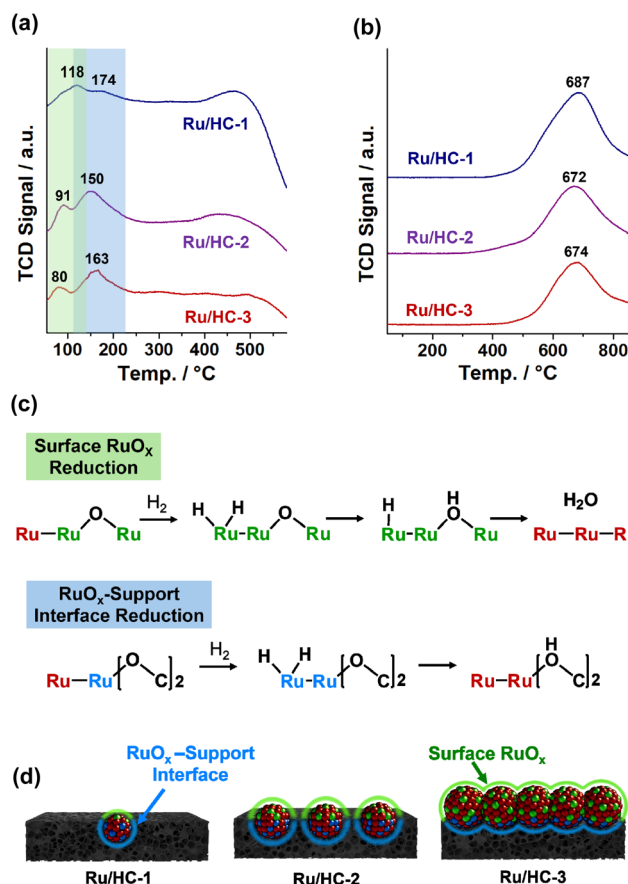 (a)
118
174
Ru/HC-1
91
150
Ru/HC-2
80
163
Ru/HC-3
TCD Signal / a.u.
100 200 300 400 500
Temp. / °C
(b)
687
Ru/HC-1
672
Ru/HC-2
674
Ru/HC-3
TCD Signal / a.u.
200 400 600 800
Temp. / °C
(c)
Surface RuOₓ
Reduction
Ru–Ru O Ru
H₂
H H
Ru–Ru O Ru
H
Ru–Ru OH Ru
H₂O
Ru–Ru–R
RuOₓ-Support
Interface Reduction
Ru–Ru(O C)₂
H₂
H H
Ru–Ru(O C)₂
Ru–Ru(OH C)₂
(d)
RuOₓ–Support
Interface
Surface RuOₓ
Ru/HC-1
Ru/HC-2
Ru/HC-3